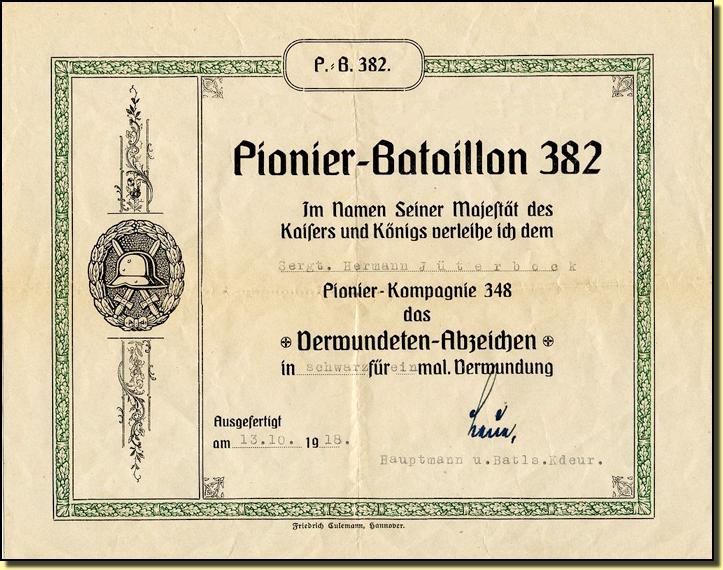 P.-B. 382.
Pionier-Bataillon 382
Im Namen Seiner Majestät des
Kaisers und Königs verleihe ich dem
Sergt. Hermann Jüterbock
Pionier-Kompagnie 348
das
Verwundeten-Abzeichen
in schwarz für einmal. Verwundung
Ausgefertigt
am 13.10. 1918.
Hauptmann u.Batls.Kdeur.
Friedrich Culemann, Hannover.